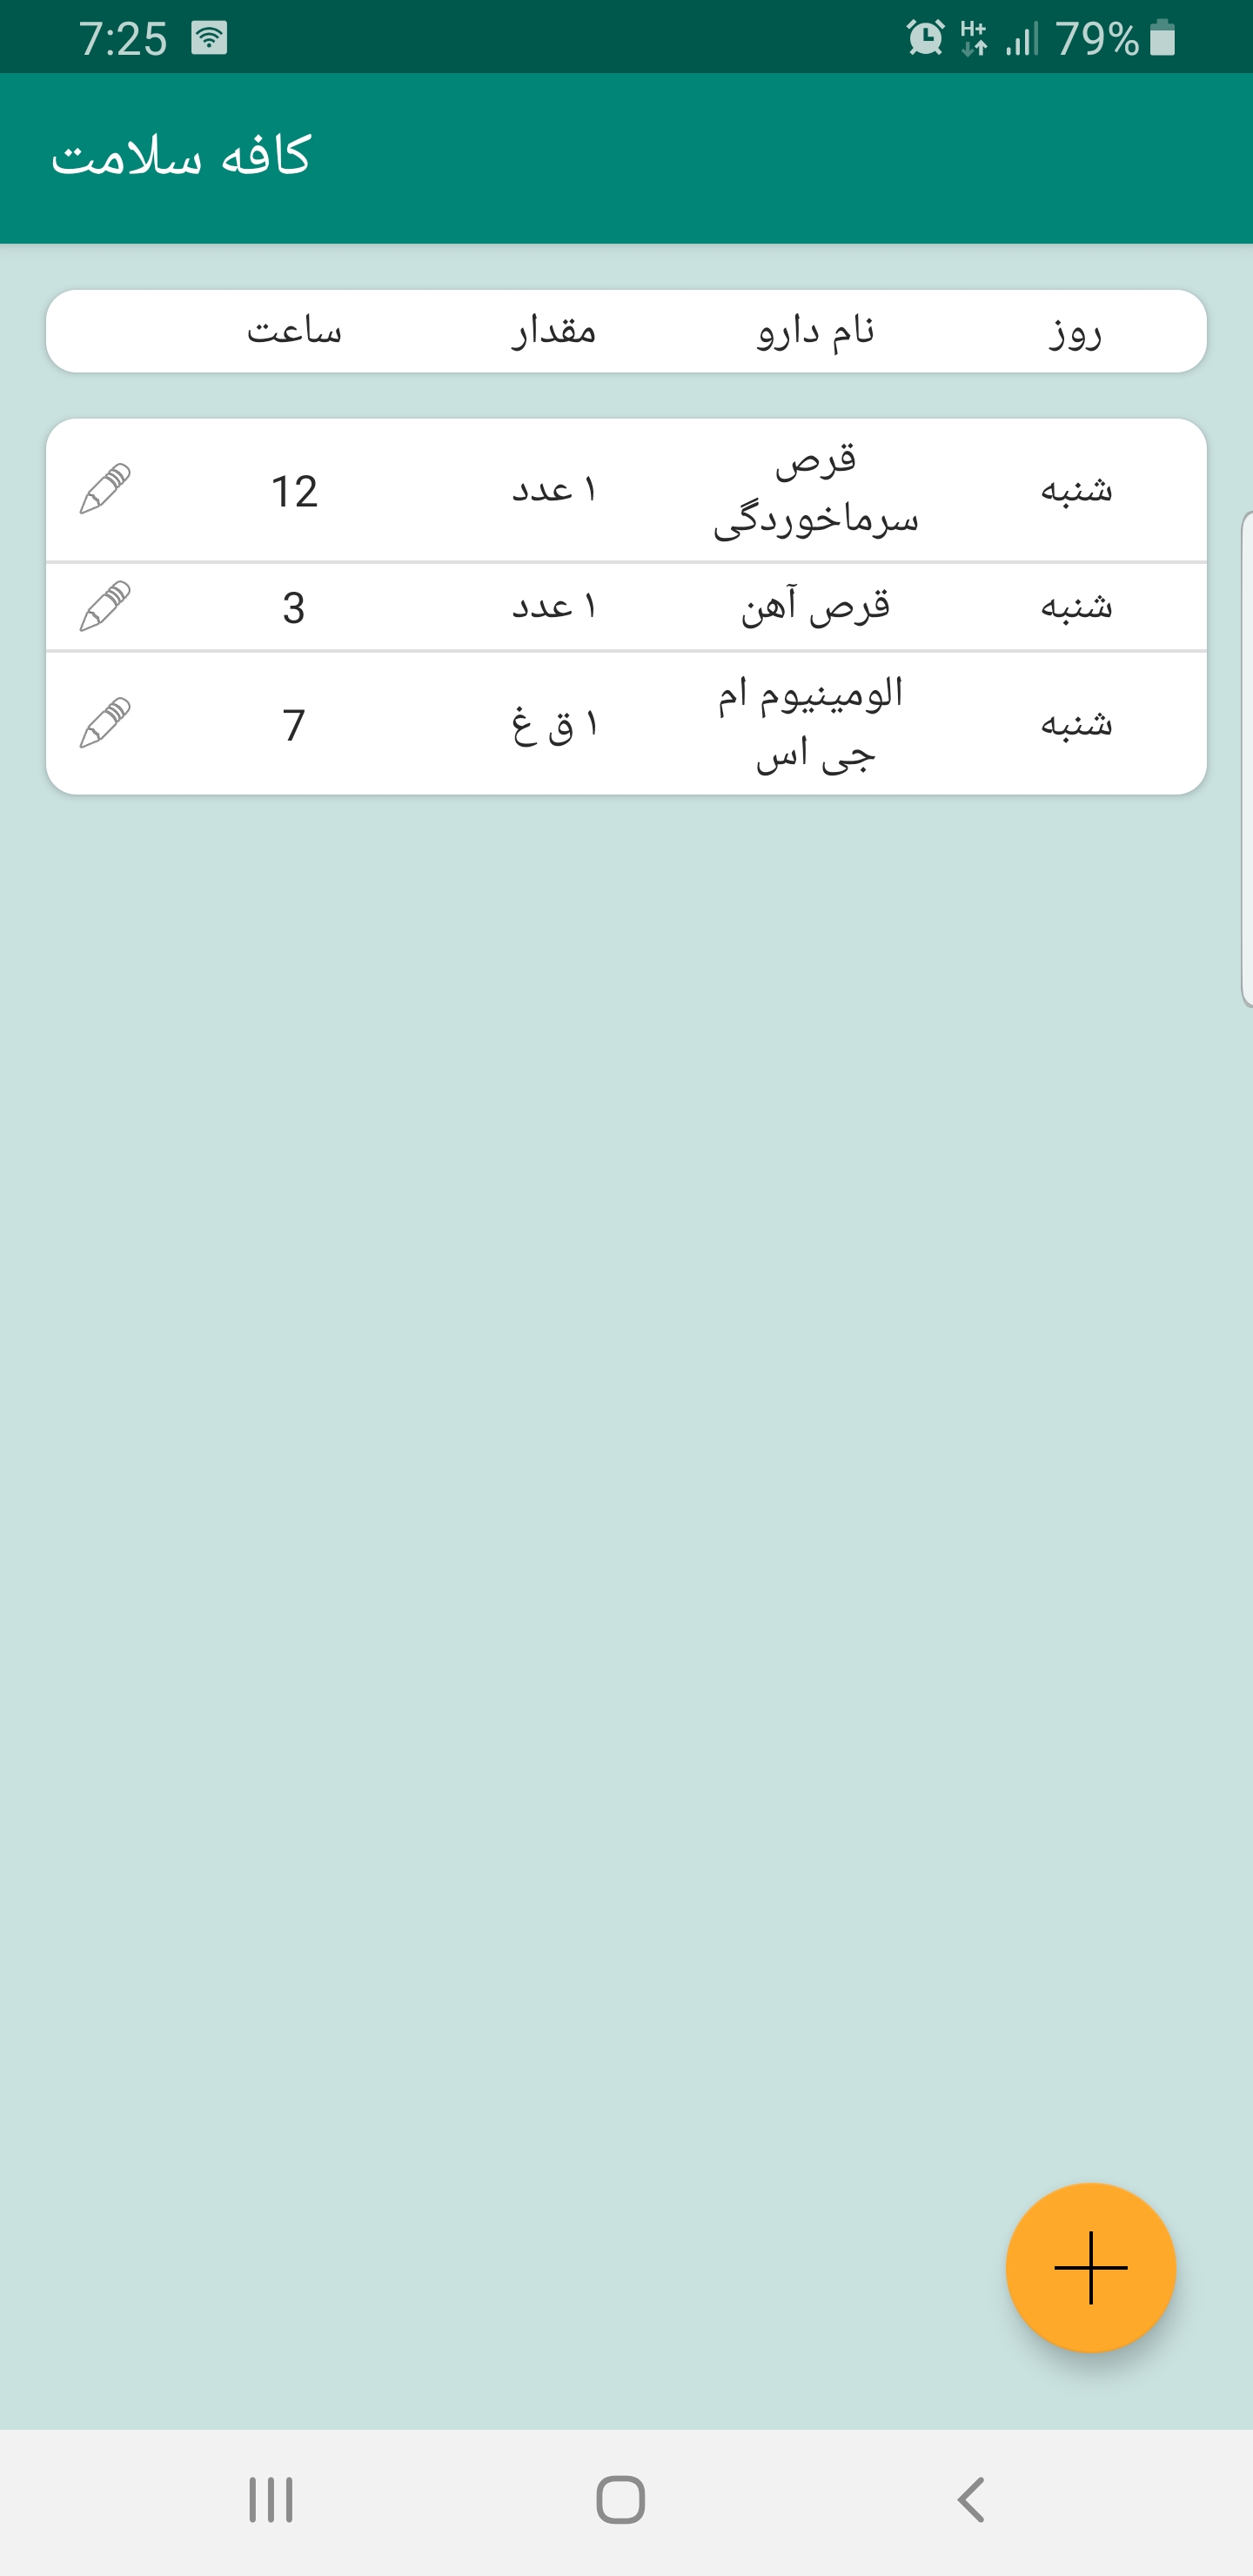 7:25 H+ 79%
کافه سلامت
روز نام دارو مقدار ساعت
شنبه قرص سرماخوردگی ۱ عدد 12
شنبه قرص آهن ۱ عدد 3
شنبه الومینیوم ام جی اس ۱ ق غ 7